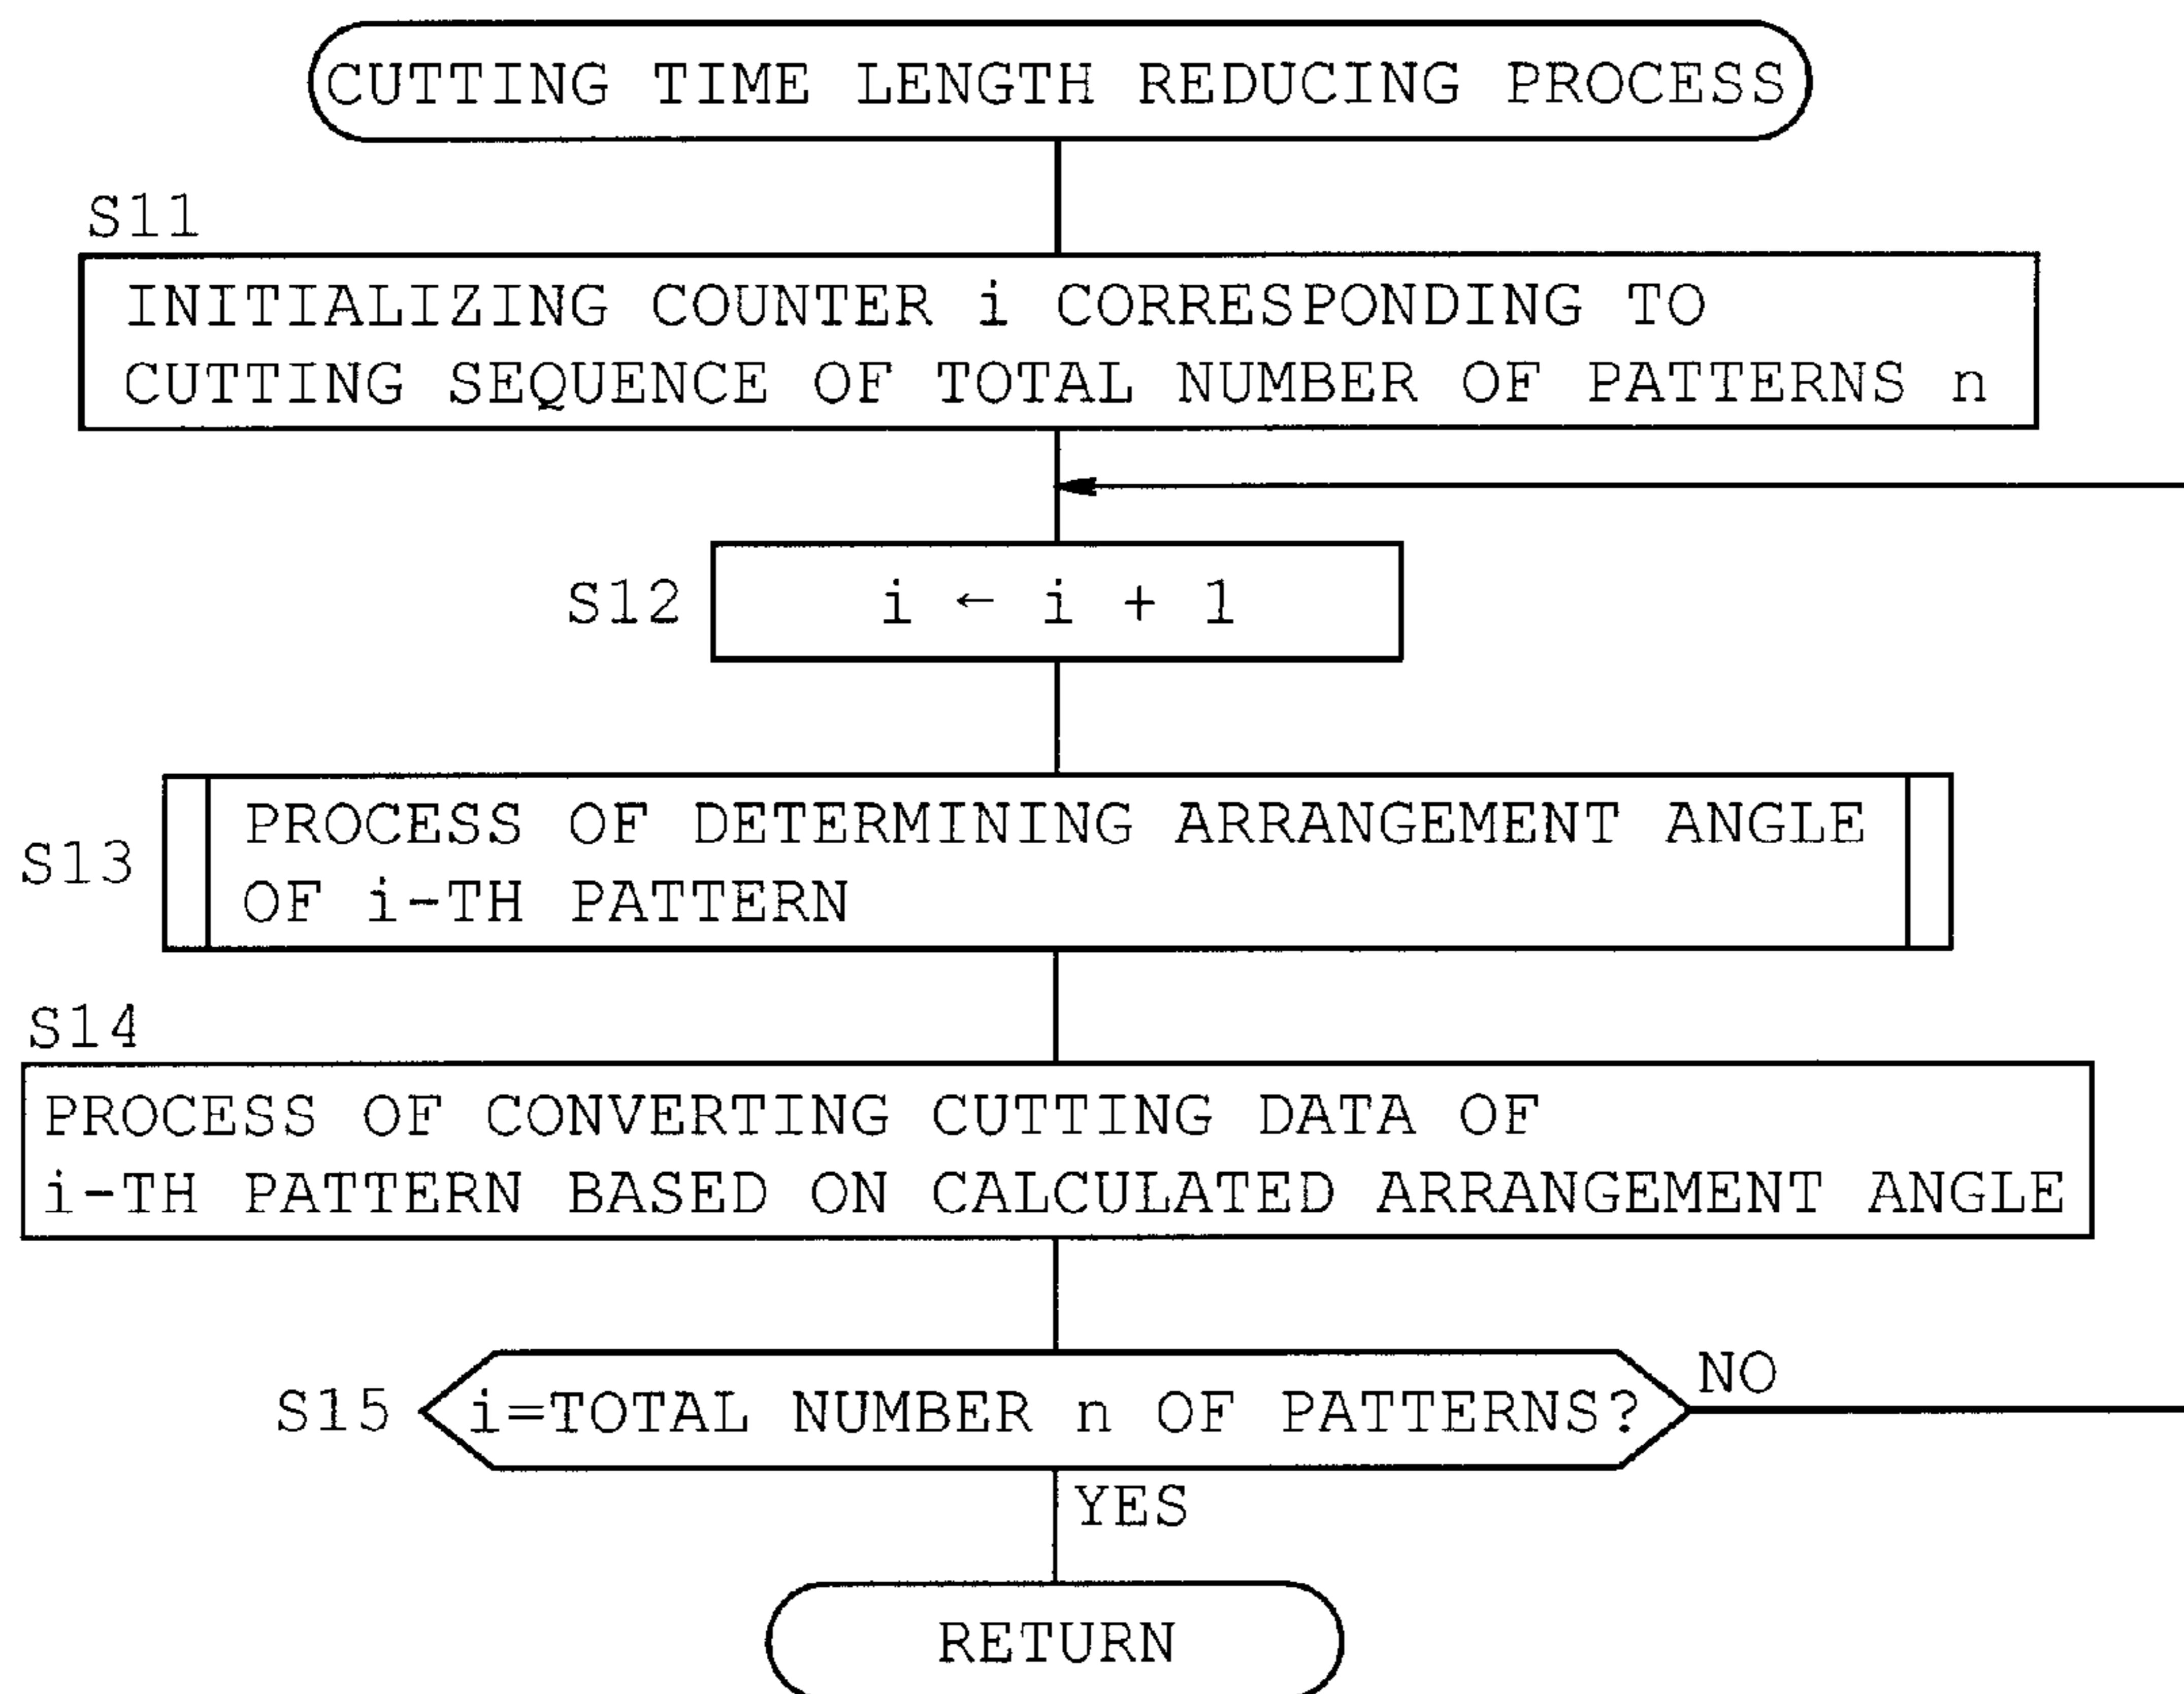 CUTTING TIME LENGTH REDUCING PROCESS
S11
INITIALIZING COUNTER i CORRESPONDING TO
CUTTING SEQUENCE OF TOTAL NUMBER OF PATTERNS n
S12
i ← i + 1
S13
PROCESS OF DETERMINING ARRANGEMENT ANGLE
OF i-TH PATTERN
S14
PROCESS OF CONVERTING CUTTING DATA OF
i-TH PATTERN BASED ON CALCULATED ARRANGEMENT ANGLE
S15
i=TOTAL NUMBER n OF PATTERNS?
NO
YES
RETURN